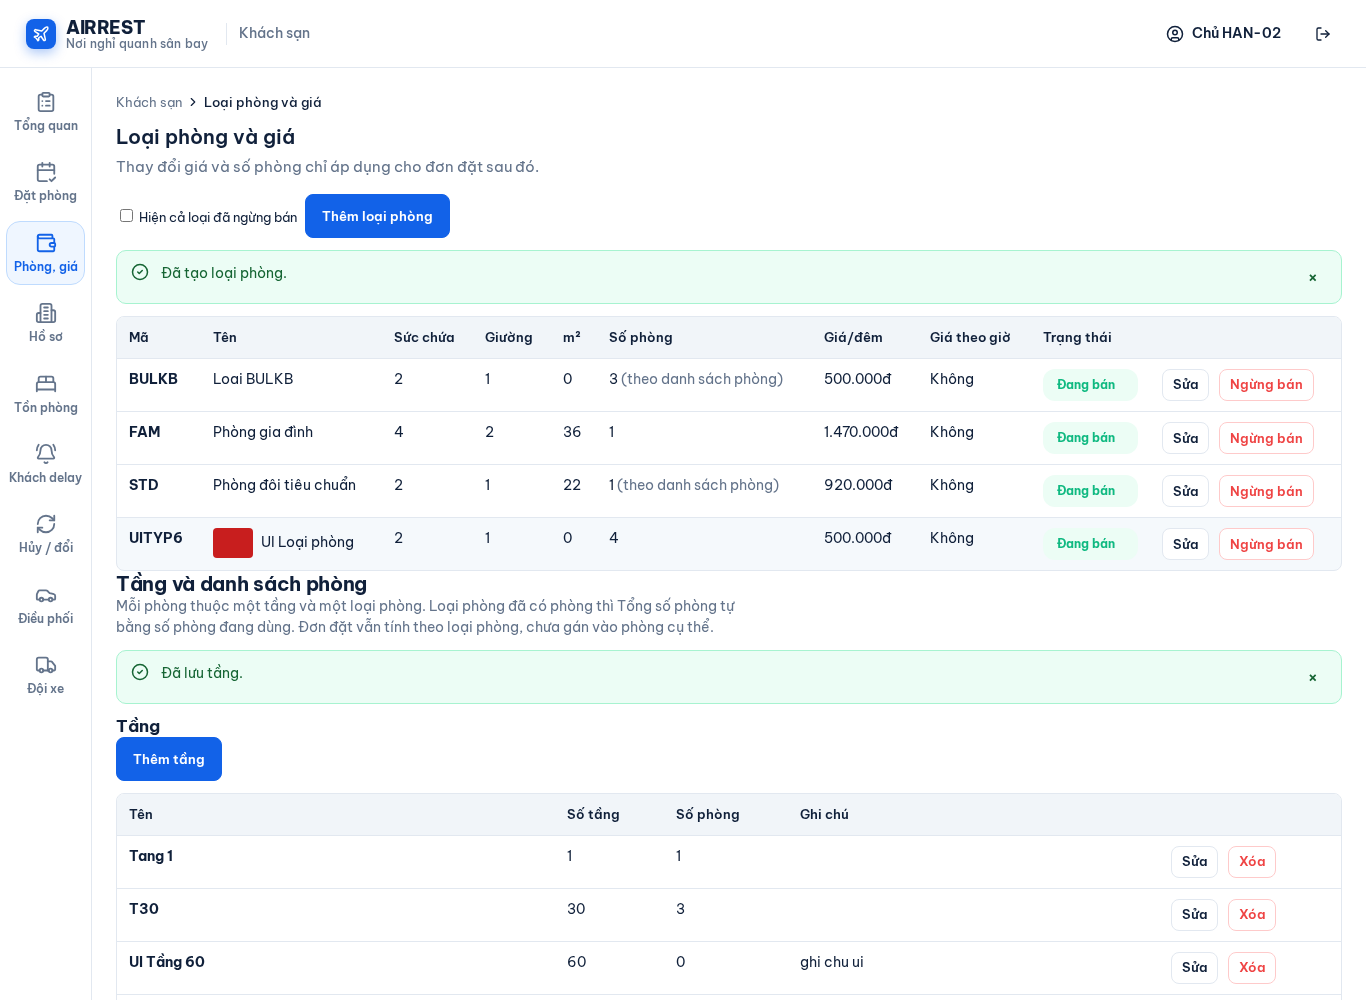 AIRREST
Nơi nghỉ quanh sân bay
Khách sạn
Chủ HAN-02
Tổng quan
Đặt phòng
Phòng, giá
Hồ sơ
Tồn phòng
Khách delay
Hủy / đổi
Điều phối
Đội xe
Khách sạn > Loại phòng và giá
Loại phòng và giá
Thay đổi giá và số phòng chỉ áp dụng cho đơn đặt sau đó.
Hiện cả loại đã ngừng bán Thêm loại phòng
Đã tạo loại phòng. ×
Mã Tên Sức chứa Giường m² Số phòng Giá/đêm Giá theo giờ Trạng thái
BULKB Loai BULKB 2 1 0 3 (theo danh sách phòng) 500.000đ Không Đang bán Sửa Ngừng bán
FAM Phòng gia đình 4 2 36 1 1.470.000đ Không Đang bán Sửa Ngừng bán
STD Phòng đôi tiêu chuẩn 2 1 22 1 (theo danh sách phòng) 920.000đ Không Đang bán Sửa Ngừng bán
UITYP6 UI Loại phòng 2 1 0 4 500.000đ Không Đang bán Sửa Ngừng bán
Tầng và danh sách phòng
Mỗi phòng thuộc một tầng và một loại phòng. Loại phòng đã có phòng thì Tổng số phòng tự
bằng số phòng đang dùng. Đơn đặt vẫn tính theo loại phòng, chưa gán vào phòng cụ thể.
Đã lưu tầng. ×
Tầng
Thêm tầng
Tên Số tầng Số phòng Ghi chú
Tang 1 1 1 Sửa Xóa
T30 30 3 Sửa Xóa
UI Tầng 60 60 0 ghi chu ui Sửa Xóa